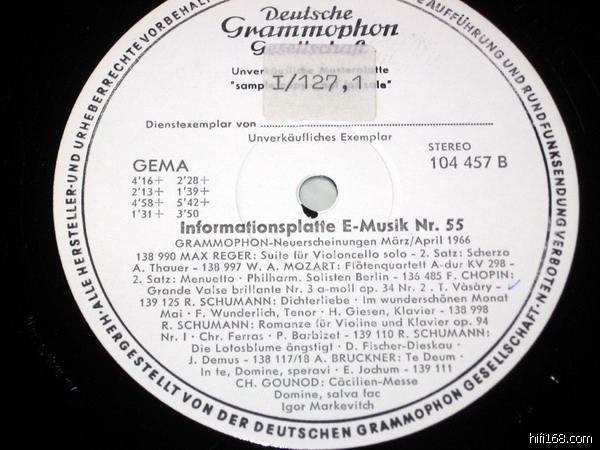 ·ALLE HERSTELLER- UND URHEBERRECHTE VORBEHAL
E AUFFÜHRUNG UND RUNDFUNKSENDUNG VERBOTEN·
HERGESTELLT VON DER DEUTSCHEN GRAMMOPHON GESELLSCHAFT·
Deutsche
Grammophon
Gesellschaft
Unverkäufliche Musterplatte
"sample
sale"
I/127,1
Dienstexemplar von
Unverkäufliches Exemplar
GEMA
STEREO
104 457 B
4'16+ 2'28+
2'13+ 1'39+
4'58+ 5'42+
1'31+ 3'50
Informationsplatte E-Musik Nr. 55
GRAMMOPHON-Neuerscheinungen März/April 1966
138 990 MAX REGER: Suite für Violoncello solo - 2. Satz: Scherzo
A. Thauer - 138 997 W. A. MOZART: Flötenquartett A-dur KV 298 -
2. Satz: Menuetto - Philharm. Solisten Berlin - 136 485 F. CHOPIN:
Grande Valse brillante Nr. 3 a-moll op. 34 Nr. 2 . T. Vàsàry -
139 125 R. SCHUMANN: Dichterliebe - Im wunderschönen Monat
Mai - F. Wunderlich, Tenor - H. Giesen, Klavier - 138 998
R. SCHUMANN: Romanze für Violine und Klavier op. 94
Nr. I - Chr. Ferras - P. Barbizet - 139 110 R. SCHUMANN:
Die Lotosblume ängstigt - D. Fischer-Dieskau -
J. Demus - 138 117/18 A. BRUCKNER: Te Deum -
In te, Domine, speravi - E. Jochum - 139 111
CH. GOUNOD: Cäcilien-Messe
Domine, salva fac
Igor Markevitch
hifi168.com